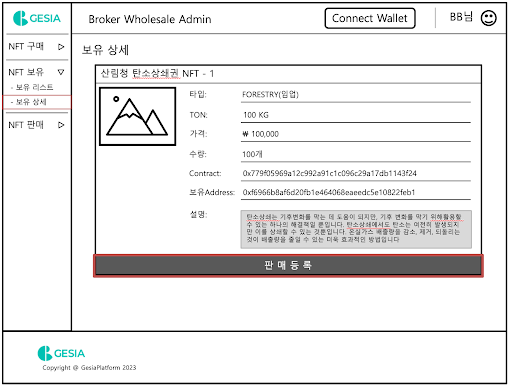 GESIA
Broker Wholesale Admin
Connect Wallet
BB님
NFT 구매
NFT 보유
- 보유 리스트
- 보유 상세
NFT 판매
보유 상세
산림청 탄소상쇄권 NFT - 1
타입: FORESTRY(임업)
TON: 100 KG
가격: ₩ 100,000
수량: 100개
Contract: 0x779f05969a12c992a91c1c096c29a17db1143f24
보유Address: 0xf6966b8af6d20fb1e464068eaeedc5e10822feb1
설명: 탄소상쇄는 기후변화를 막는 데 도움이 되지만, 기후 변화를 막기 위해활용할
수 있는 하나의 해결책일 뿐입니다. 탄소상쇄에서도 탄소는 여전히 발생되지
만 이를 상쇄할 수 있는 것뿐입니다. 온실가스 배출량을 감소, 제거, 되돌리는
것이 배출량을 줄일 수 있는 더욱 효과적인 방법입니다
판 매 등 록
GESIA
Copyright @ GesiaPlatform 2023